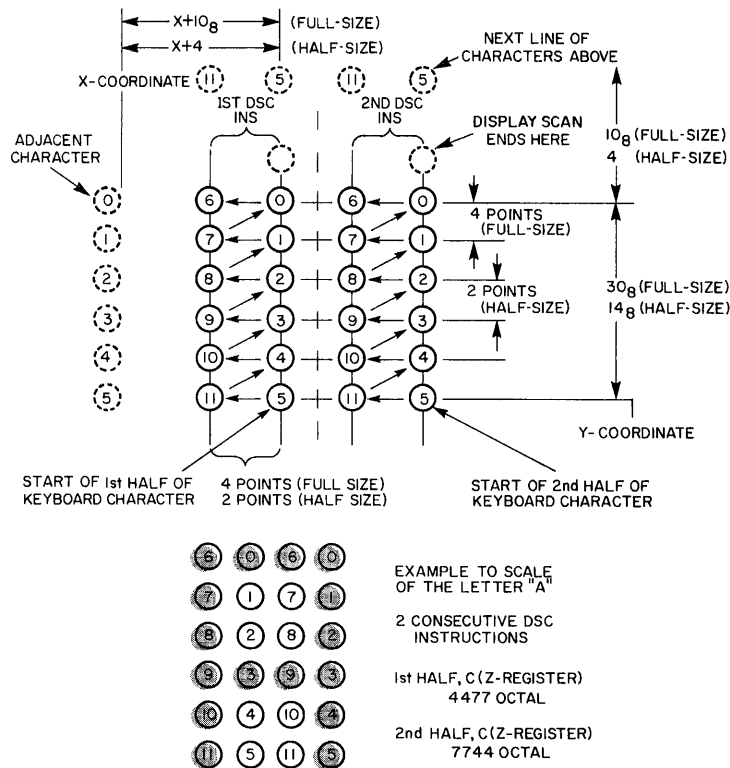 X+10₈ (FULL-SIZE)
X+4 (HALF-SIZE)
NEXT LINE OF
CHARACTERS ABOVE
X-COORDINATE 11 5 11 5
1ST DSC
INS
2ND DSC
INS
DISPLAY SCAN
ENDS HERE
10₈ (FULL-SIZE)
4 (HALF-SIZE)
ADJACENT
CHARACTER
0 6 0 6 0
4 POINTS
(FULL-SIZE)
1 7 1 7 1
2 8 2 8 2
2 POINTS
(HALF-SIZE)
30₈ (FULL-SIZE)
14₈ (HALF-SIZE)
3 9 3 9 3
4 10 4 10 4
5 11 5 11 5
Y-COORDINATE
START OF 1st HALF OF
KEYBOARD CHARACTER
4 POINTS (FULL SIZE)
2 POINTS (HALF SIZE)
START OF 2nd HALF OF
KEYBOARD CHARACTER
6 0 6 0
7 1 7 1
8 2 8 2
9 3 9 3
10 4 10 4
11 5 11 5
EXAMPLE TO SCALE
OF THE LETTER "A"
2 CONSECUTIVE DSC
INSTRUCTIONS
1st HALF, C(Z-REGISTER)
4477 OCTAL
2nd HALF, C(Z-REGISTER)
7744 OCTAL